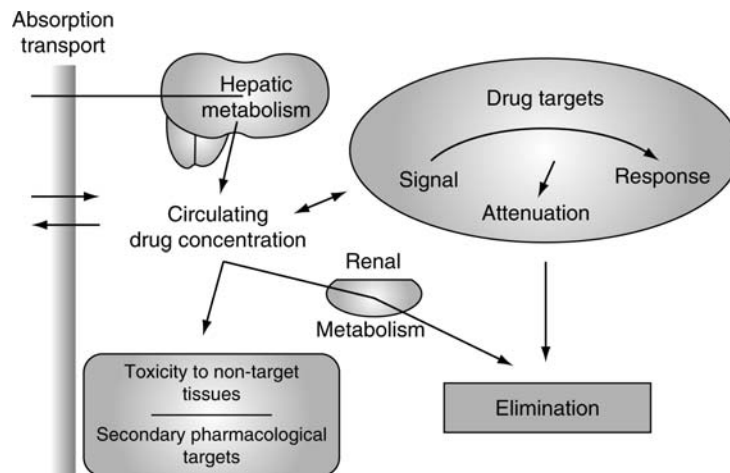 Absorption
transport
Hepatic
metabolism
Drug targets
Signal
Response
Attenuation
Circulating
drug concentration
Renal
Metabolism
Toxicity to non-target
tissues
Secondary pharmacological
targets
Elimination